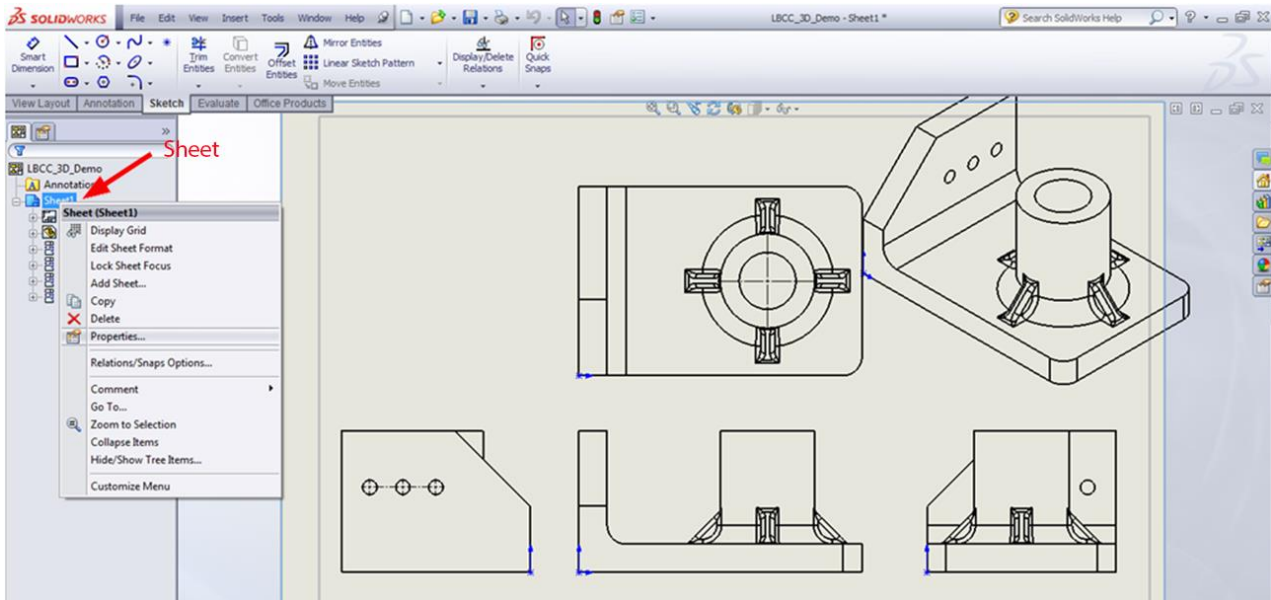 SOLIDWORKS File Edit View Insert Tools Window Help LBCC_3D_Demo - Sheet1 * Search SolidWorks Help
Smart Dimension
Trim Entities
Convert Entities
Offset Entities
Mirror Entities
Linear Sketch Pattern
Move Entities
Display/Delete Relations
Quick Snaps
View Layout Annotation Sketch Evaluate Office Products
Sheet
LBCC_3D_Demo
Annotation
Sheet1
Sheet (Sheet1)
Display Grid
Edit Sheet Format
Lock Sheet Focus
Add Sheet...
Copy
Delete
Properties...
Relations/Snaps Options...
Comment
Go To...
Zoom to Selection
Collapse Items
Hide/Show Tree Items...
Customize Menu